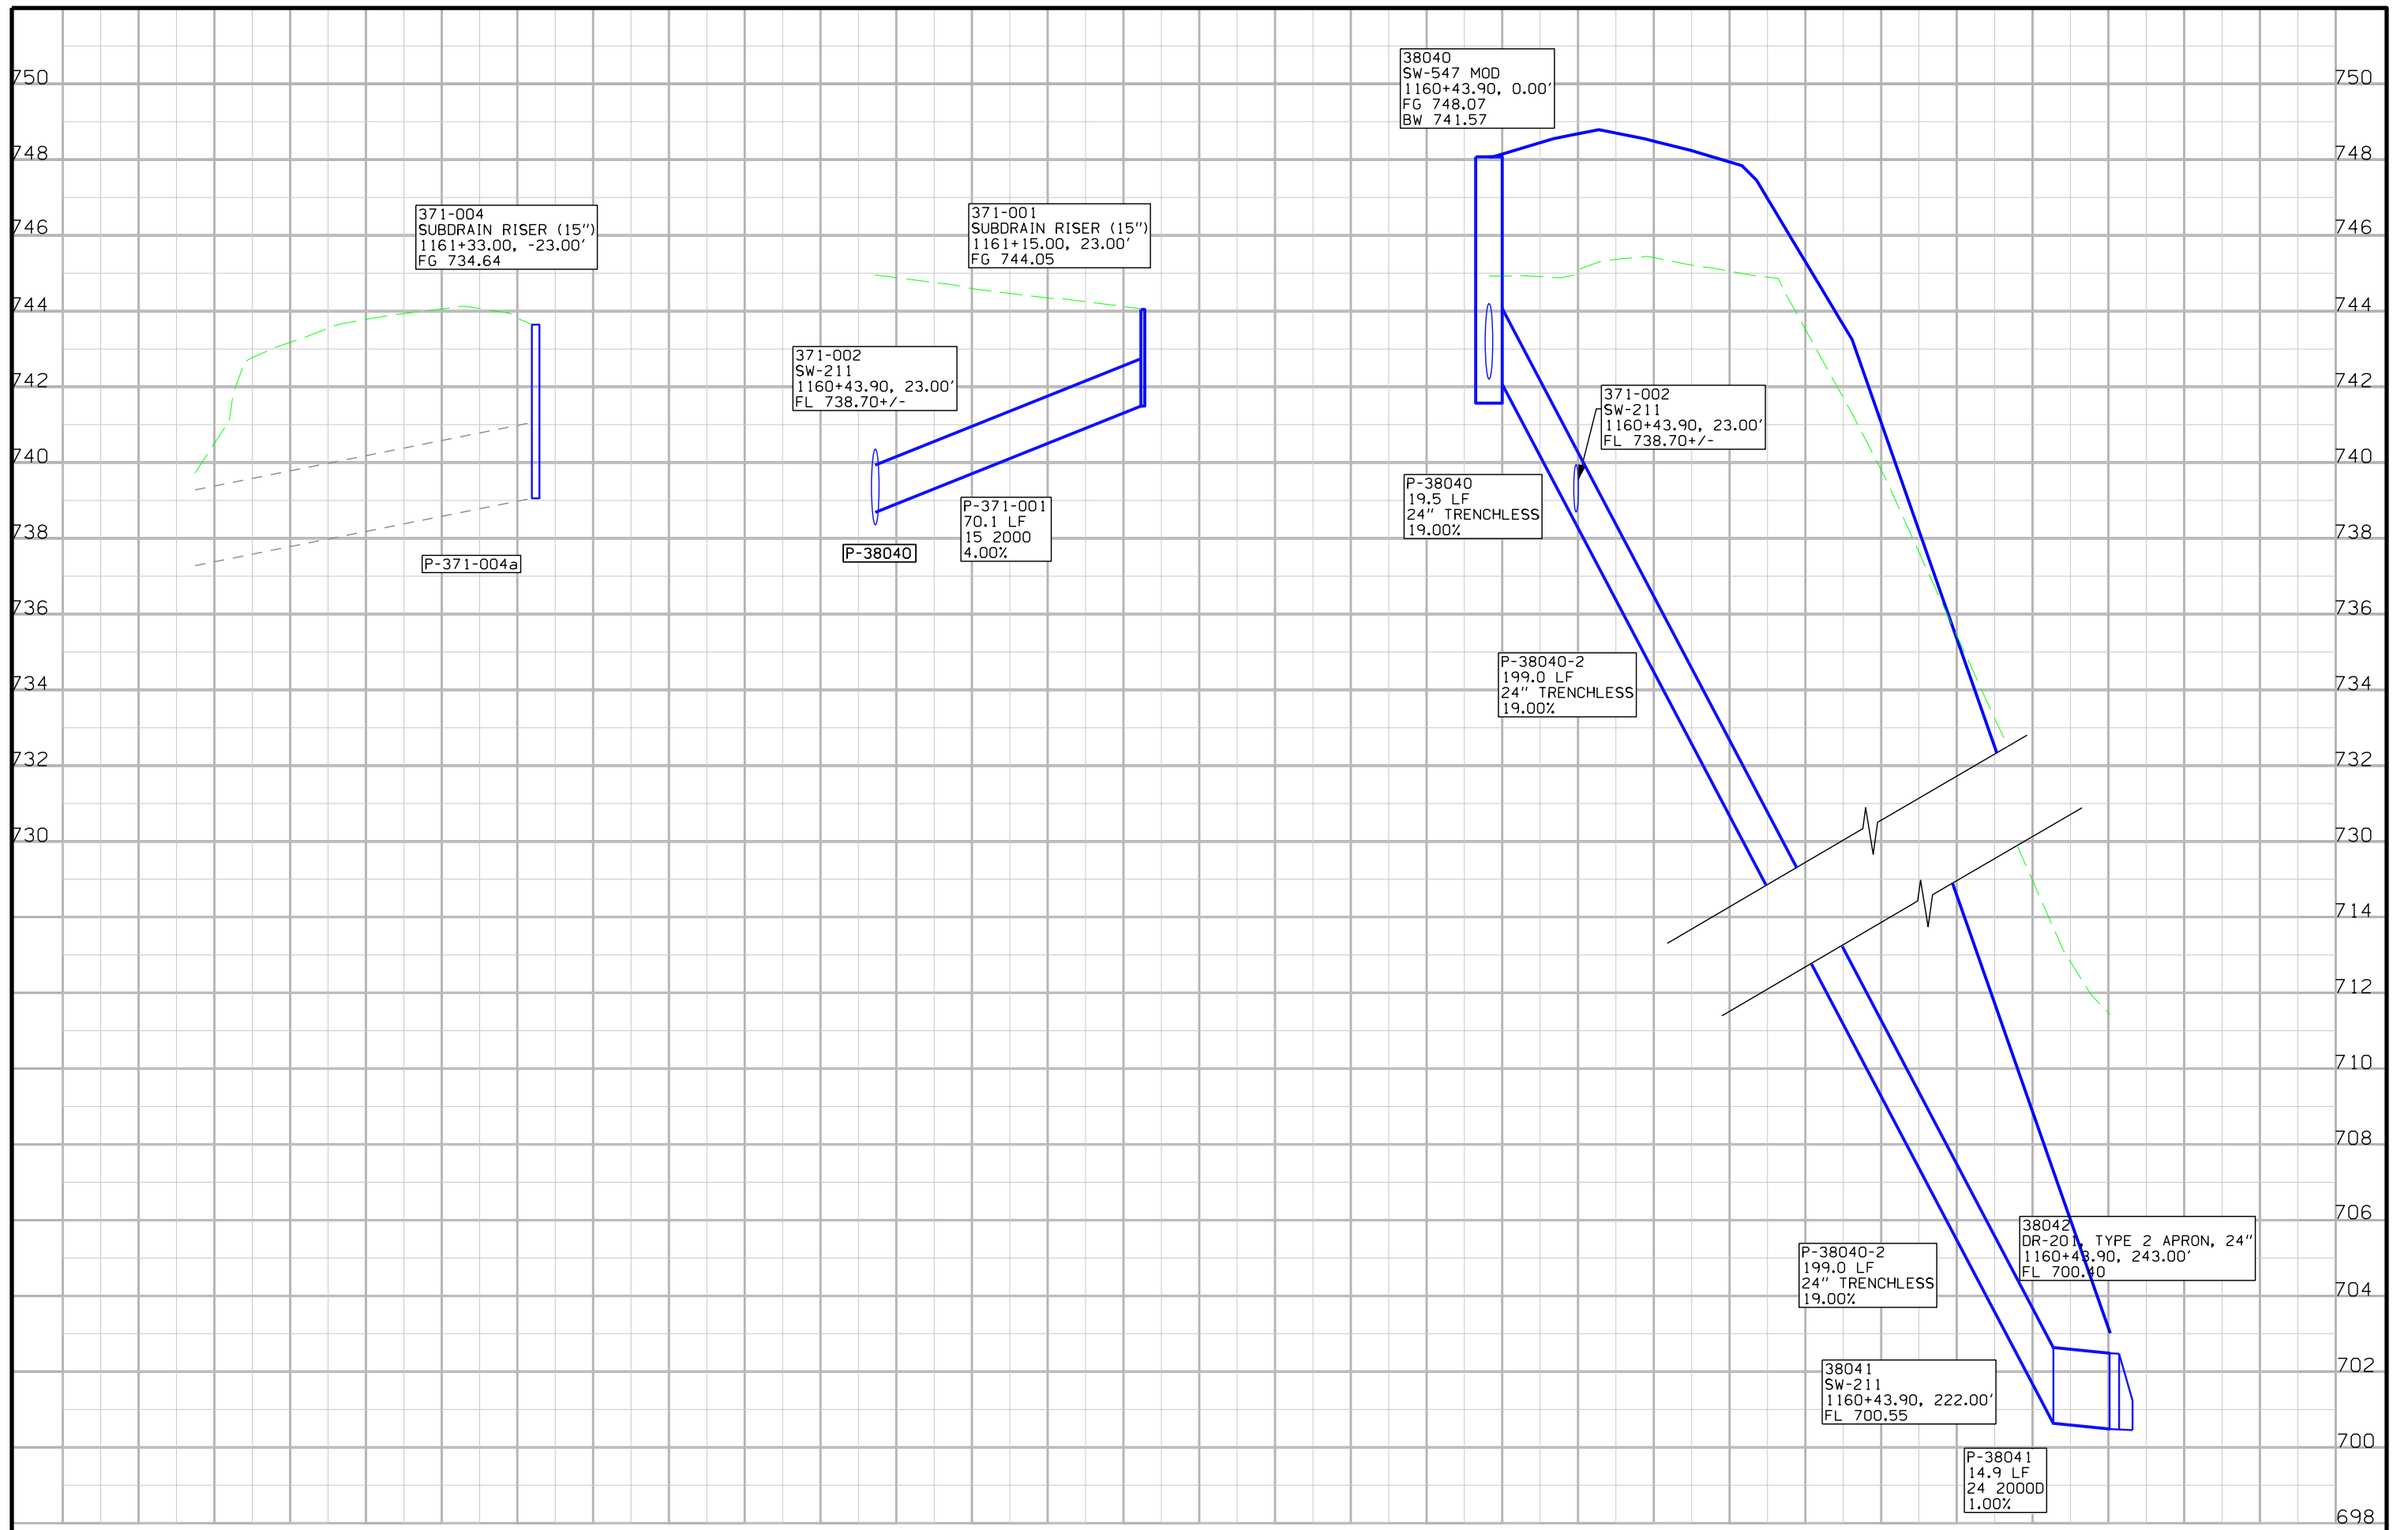 750
748
746
744
742
740
738
736
734
732
730
371-004
SUBDRAIN RISER (15")
1161+33.00, -23.00'
FG 734.64
P-371-004a
371-002
SW-211
1160+43.90, 23.00'
FL 738.70+/-
P-38040
371-001
SUBDRAIN RISER (15")
1161+15.00, 23.00'
FG 744.05
P-371-001
70.1 LF
15 2000
4.00%
38040
SW-547 MOD
1160+43.90, 0.00'
FG 748.07
BW 741.57
371-002
SW-211
1160+43.90, 23.00'
FL 738.70+/-
P-38040
19.5 LF
24" TRENCHLESS
19.00%
P-38040-2
199.0 LF
24" TRENCHLESS
19.00%
P-38040-2
199.0 LF
24" TRENCHLESS
19.00%
38042
DR-201, TYPE 2 APRON, 24"
1160+43.90, 243.00'
FL 700.40
38041
SW-211
1160+43.90, 222.00'
FL 700.55
P-38041
14.9 LF
24 2000D
1.00%
750
748
746
744
742
740
738
736
734
732
730
714
712
710
708
706
704
702
700
698